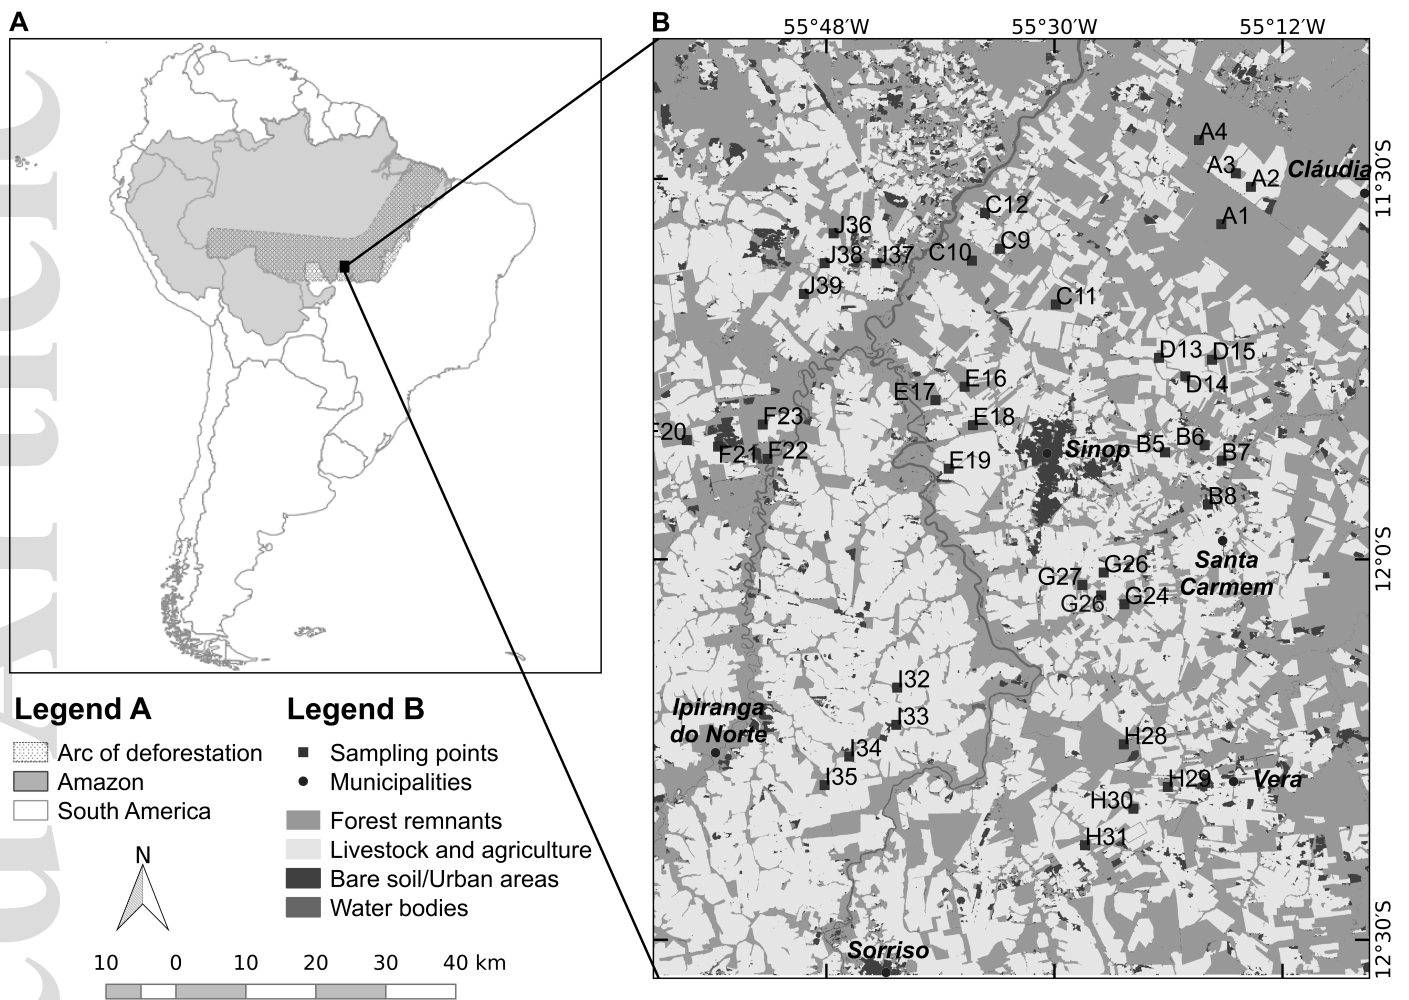 A
B
55°48′W
55°30′W
55°12′W
11°30′S
12°0′S
12°30′S
A4
A3
A2
Cláudia
A1
C12
J36
C9
J38
J37
C10
J39
C11
D13
D15
D14
E16
E17
F23
E18
F20
Sinop
B5
B6
B7
F21
F22
E19
B8
Santa
Carmem
G26
G27
G26
G24
I32
Ipiranga
do Norte
I33
H28
I34
I35
H29
Vera
H30
H31
Sorriso
Legend A
Arc of deforestation
Amazon
South America
Legend B
Sampling points
Municipalities
Forest remnants
Livestock and agriculture
Bare soil/Urban areas
Water bodies
N
10 0 10 20 30 40 km